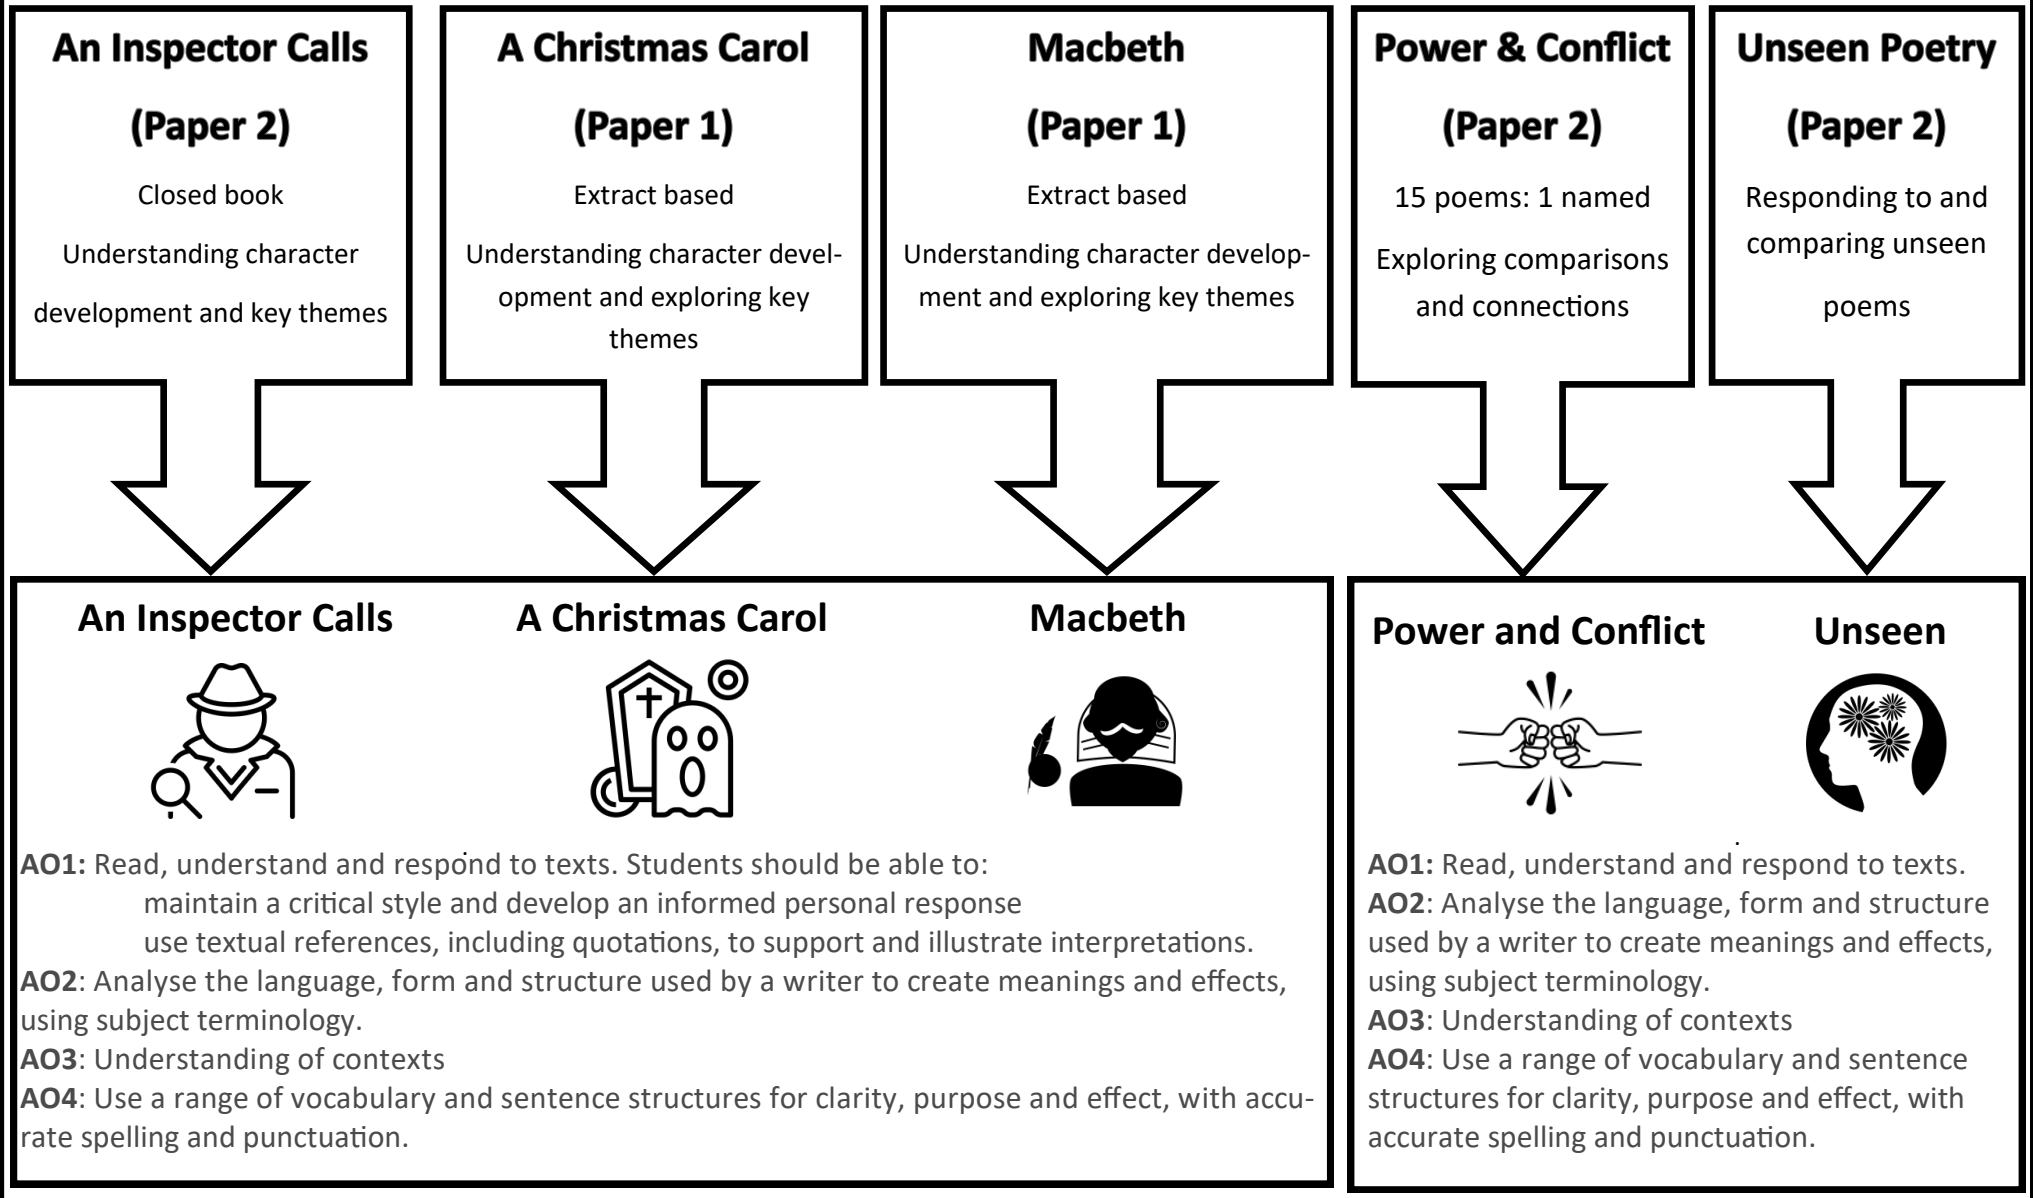 An Inspector Calls
(Paper 2)
Closed book
Understanding character
development and key themes
A Christmas Carol
(Paper 1)
Extract based
Understanding character devel-
opment and exploring key
themes
Macbeth
(Paper 1)
Extract based
Understanding character develop-
ment and exploring key themes
Power & Conflict
(Paper 2)
15 poems: 1 named
Exploring comparisons
and connections
Unseen Poetry
(Paper 2)
Responding to and
comparing unseen
poems
An Inspector Calls
A Christmas Carol
Macbeth
AO1: Read, understand and respond to texts. Students should be able to:
maintain a critical style and develop an informed personal response
use textual references, including quotations, to support and illustrate interpretations.
AO2: Analyse the language, form and structure used by a writer to create meanings and effects,
using subject terminology.
AO3: Understanding of contexts
AO4: Use a range of vocabulary and sentence structures for clarity, purpose and effect, with accu-
rate spelling and punctuation.
Power and Conflict
Unseen
AO1: Read, understand and respond to texts.
AO2: Analyse the language, form and structure
used by a writer to create meanings and effects,
using subject terminology.
AO3: Understanding of contexts
AO4: Use a range of vocabulary and sentence
structures for clarity, purpose and effect, with
accurate spelling and punctuation.